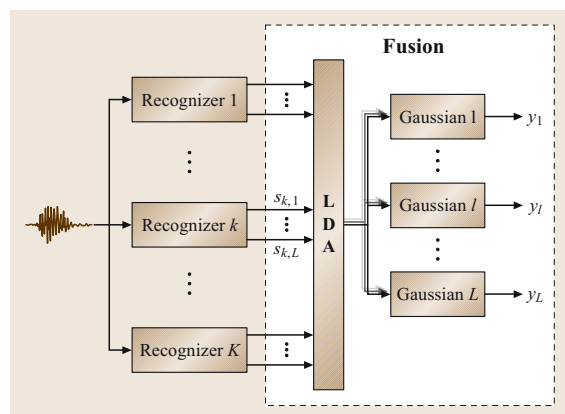 Fusion
Recognizer 1
Recognizer k
Recognizer K
s_{k,1}
s_{k,L}
L
D
A
Gaussian 1
Gaussian l
Gaussian L
y_1
y_l
y_L